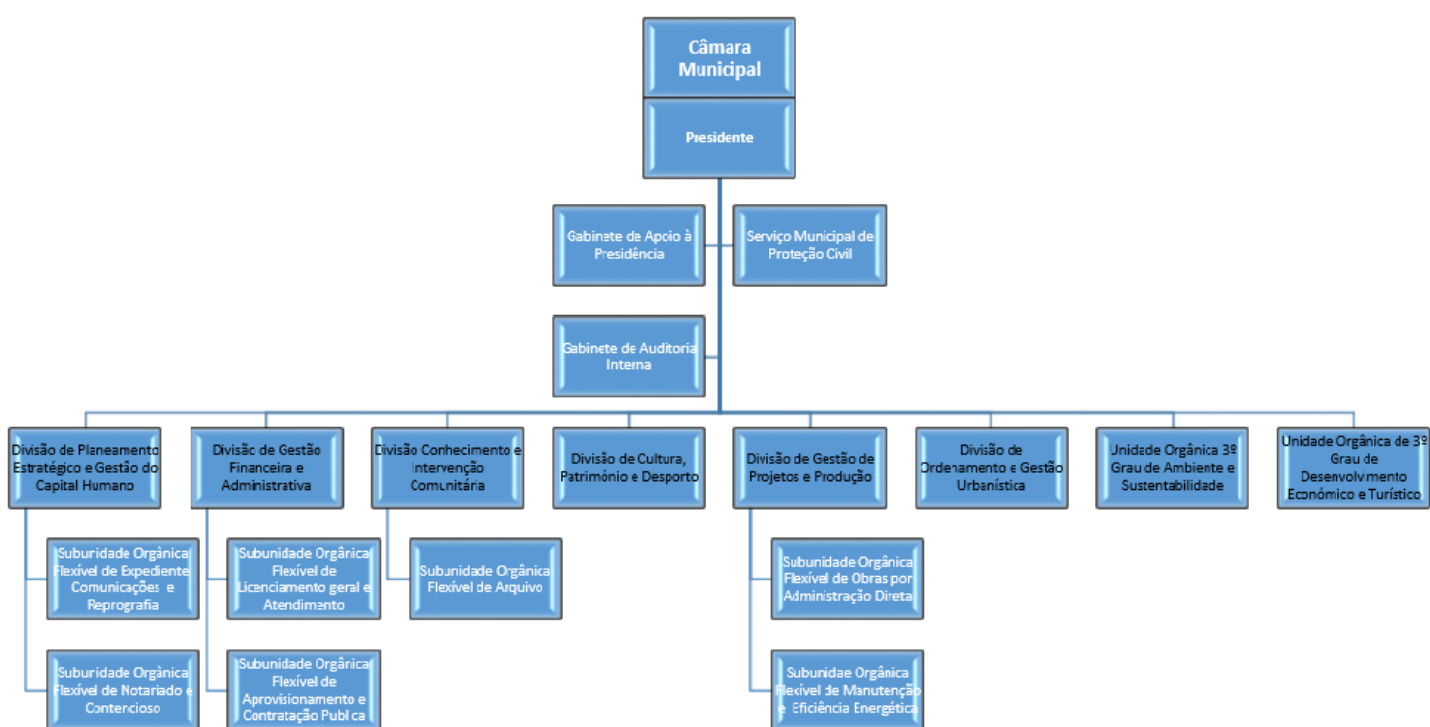 Câmara
Municipal
Presidente
Gabinete de Apoio à
Presidência
Serviço Municipal de
Proteção Civil
Gabinete de Auditoria
Interna
Divisão de Planeamento
Estratégico e Gestão do
Capital Humano
Divisão de Gestão
Financeira e
Administrativa
Divisão Conhecimento e
Intervenção
Comunitária
Divisão de Cultura,
Património e Desporto
Divisão de Gestão de
Projetos e Produção
Divisão de
Ordenamento e Gestão
Urbanística
Unidade Orgânica 3º
Grau de Ambiente e
Sustentabilidade
Unidade Orgânica de 3º
Grau de
Desenvolvimento
Económico e Turístico
Subunidade Orgânica
Flexível de Expediente
Comunicações e
Reprografia
Subunidade Orgânica
Flexível de
Licenciamento geral e
Atendimento
Subunidade Orgânica
Flexível de Arquivo
Subunidade Orgânica
Flexível de Obras por
Administração Direta
Subunidade Orgânica
Flexível de Notariado e
Contencioso
Subunidade Orgânica
Flexível de
Aprovisionamento e
Contratação Publica
Subunidae Orgânica
Flexível de Manutenção
e Eficiência Energética